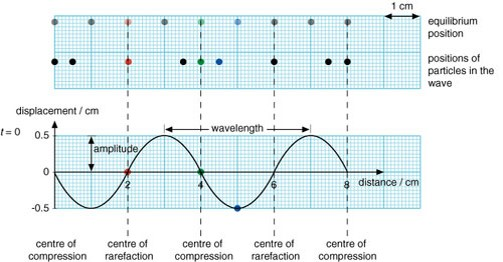 1 cm
equilibrium
position
positions of
particles in the
wave
displacement / cm
t = 0
0.5
wavelength
amplitude
0
2
4
6
8
distance / cm
-0.5
centre of
compression
centre of
rarefaction
centre of
compression
centre of
rarefaction
centre of
compression